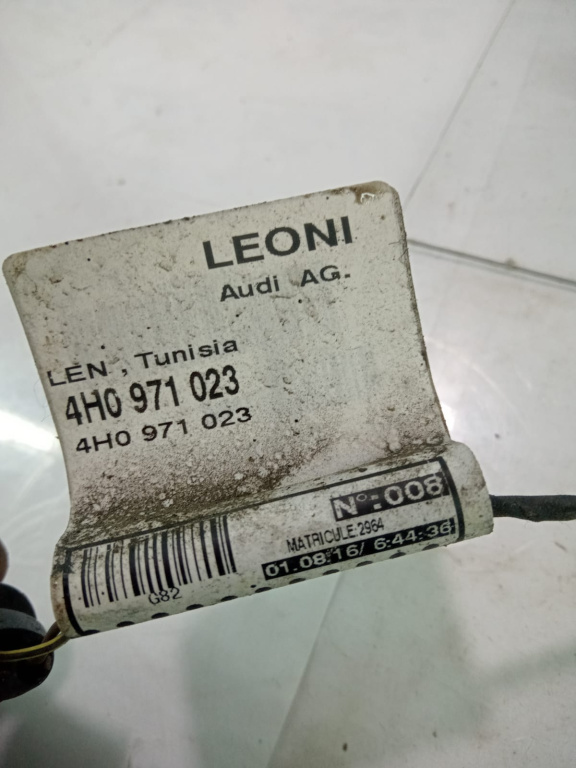 LEONI
Audi AG.
LEN , Tunisia
4H0 971 023
4H0 971 023
N°:008
MATRICULE:2964
01.08.16/ 6:44:36
G82